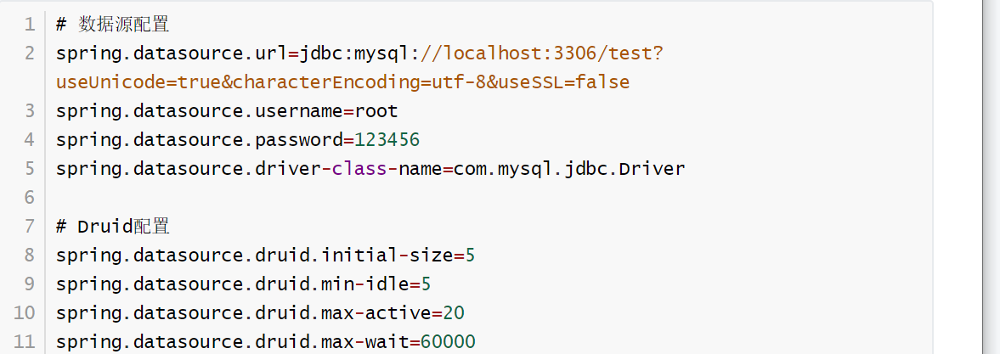 1 # 数据源配置
2 spring.datasource.url=jdbc:mysql://localhost:3306/test?
useUnicode=true&characterEncoding=utf-8&useSSL=false
3 spring.datasource.username=root
4 spring.datasource.password=123456
5 spring.datasource.driver-class-name=com.mysql.jdbc.Driver
6
7 # Druid配置
8 spring.datasource.druid.initial-size=5
9 spring.datasource.druid.min-idle=5
10 spring.datasource.druid.max-active=20
11 spring.datasource.druid.max-wait=60000